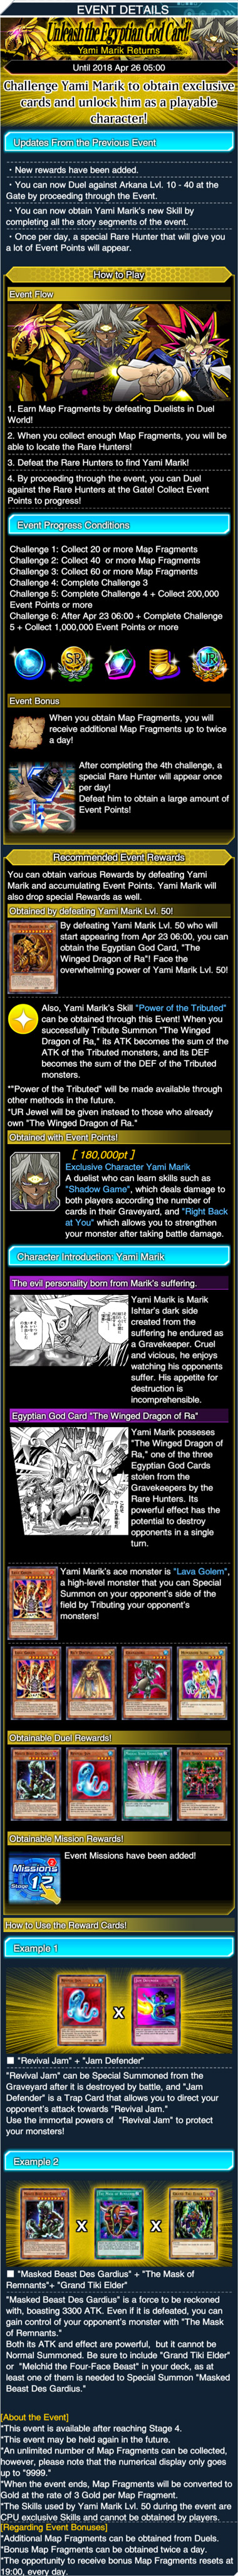 EVENT DETAILS
Unleash the Egyptian God Card!
Yami Marik Returns
Until 2018 Apr 26 05:00
Challenge Yami Marik to obtain exclusive
cards and unlock him as a playable
character!
Updates From the Previous Event
・New rewards have been added.
・You can now Duel against Arkana Lvl. 10 - 40 at the
Gate by proceeding through the Event.
・You can now obtain Yami Marik's new Skill by
completing all the story segments of the event.
・Once per day, a special Rare Hunter that will give you
a lot of Event Points will appear.
How to Play
Event Flow
1. Earn Map Fragments by defeating Duelists in Duel
World!
2. When you collect enough Map Fragments, you will be
able to locate the Rare Hunters!
3. Defeat the Rare Hunters to find Yami Marik!
4. By proceeding through the event, you can Duel
against the Rare Hunters at the Gate! Collect Event
Points to progress!
Event Progress Conditions
Challenge 1: Collect 20 or more Map Fragments
Challenge 2: Collect 40  or more Map Fragments
Challenge 3: Collect 60 or more Map Fragments
Challenge 4: Complete Challenge 3
Challenge 5: Complete Challenge 4 + Collect 200,000
Event Points or more
Challenge 6: After Apr 23 06:00 + Complete Challenge
5 + Collect 1,000,000 Event Points or more
SR
UR
Event Bonus
When you obtain Map Fragments, you will
receive additional Map Fragments up to twice
a day!
After completing the 4th challenge, a
special Rare Hunter will appear once
per day!
Defeat him to obtain a large amount of
Event Points!
Recommended Event Rewards
You can obtain various Rewards by defeating Yami
Marik and accumulating Event Points. Yami Marik will
also drop special Rewards as well.
Obtained by defeating Yami Marik Lvl. 50!
By defeating Yami Marik Lvl. 50 who will
start appearing from Apr 23 06:00, you can
obtain the Egyptian God Card, "The
Winged Dragon of Ra"! Face the
overwhelming power of Yami Marik Lvl. 50!
Also, Yami Marik's Skill "Power of the Tributed"
can be obtained through this Event! When you
successfully Tribute Summon "The Winged
Dragon of Ra," its ATK becomes the sum of the
ATK of the Tributed monsters, and its DEF
becomes the sum of the DEF of the Tributed
monsters.
*"Power of the Tributed" will be made available through
other methods in the future.
*UR Jewel will be given instead to those who already
own "The Winged Dragon of Ra."
Obtained with Event Points!
[ 180,000pt ]
Exclusive Character Yami Marik
A duelist who can learn skills such as
"Shadow Game", which deals damage to
both players according the number of
cards in their Graveyard, and "Right Back
at You" which allows you to strengthen
your monster after taking battle damage.
Character Introduction: Yami Marik
The evil personality born from Marik's suffering.
Yami Marik is Marik
Ishtar's dark side
created from the
suffering he endured as
a Gravekeeper. Cruel
and vicious, he enjoys
watching his opponents
suffer. His appetite for
destruction is
incomprehensible.
Egyptian God Card "The Winged Dragon of Ra"
Yami Marik posseses
"The Winged Dragon of
Ra," one of the three
Egyptian God Cards
stolen from the
Gravekeepers by the
Rare Hunters. Its
powerful effect has the
potential to destroy
opponents in a single
turn.
Yami Marik's ace monster is "Lava Golem",
a high-level monster that you can Special
Summon on your opponent's side of the
field by Tributing your opponent's
monsters!
Obtainable Duel Rewards!
Obtainable Mission Rewards!
Missions
Stage 12
Event Missions have been added!
How to Use the Reward Cards!
Example 1
X
■ "Revival Jam" + "Jam Defender"
"Revival Jam" can be Special Summoned from the
Graveyard after it is destroyed by battle, and "Jam
Defender" is a Trap Card that allows you to direct your
opponent's attack towards "Revival Jam."
Use the immortal powers of  "Revival Jam" to protect
your monsters!
Example 2
X
X
■ "Masked Beast Des Gardius" + "The Mask of
Remnants"+ "Grand Tiki Elder"
"Masked Beast Des Gardius" is a force to be reckoned
with, boasting 3300 ATK. Even if it is defeated, you can
gain control of your opponent's monster with "The Mask
of Remnants."
Both its ATK and effect are powerful,  but it cannot be
Normal Summoned. Be sure to include "Grand Tiki Elder"
or  "Melchid the Four-Face Beast" in your deck, as at
least one of them is needed to Special Summon "Masked
Beast Des Gardius."
[About the Event]
*This event is available after reaching Stage 4.
*This event may be held again in the future.
*An unlimited number of Map Fragments can be collected,
however, please note that the numerical display only goes
up to "9999."
*When the event ends, Map Fragments will be converted to
Gold at the rate of 3 Gold per Map Fragment.
*The Skills used by Yami Marik Lvl. 50 during the event are
CPU exclusive Skills and cannot be obtained by players.
[Regarding Event Bonuses]
*Additional Map Fragments can be obtained from Duels.
*Bonus Map Fragments can be obtained twice a day.
*The opportunity to receive bonus Map Fragments resets at
19:00, every day.